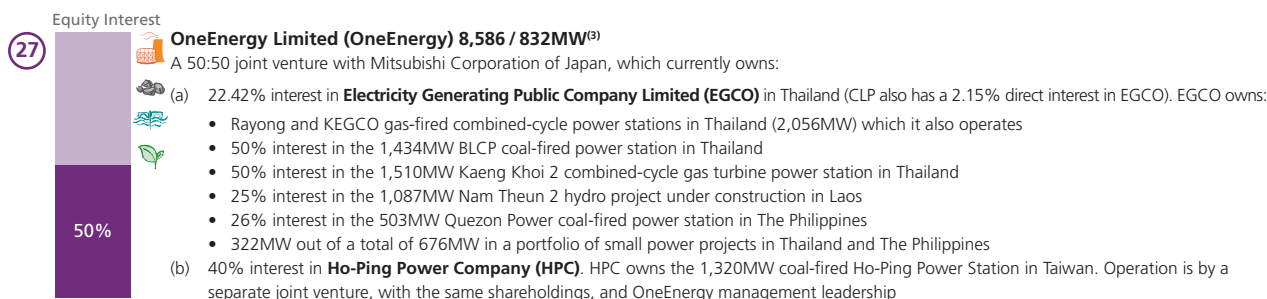 Equity Interest
27
OneEnergy Limited (OneEnergy) 8,586 / 832MW(3)
A 50:50 joint venture with Mitsubishi Corporation of Japan, which currently owns:
(a) 22.42% interest in Electricity Generating Public Company Limited (EGCO) in Thailand (CLP also has a 2.15% direct interest in EGCO). EGCO owns:
• Rayong and KEGCO gas-fired combined-cycle power stations in Thailand (2,056MW) which it also operates
• 50% interest in the 1,434MW BLCP coal-fired power station in Thailand
• 50% interest in the 1,510MW Kaeng Khoi 2 combined-cycle gas turbine power station in Thailand
• 25% interest in the 1,087MW Nam Theun 2 hydro project under construction in Laos
50%
• 26% interest in the 503MW Quezon Power coal-fired power station in The Philippines
• 322MW out of a total of 676MW in a portfolio of small power projects in Thailand and The Philippines
(b) 40% interest in Ho-Ping Power Company (HPC). HPC owns the 1,320MW coal-fired Ho-Ping Power Station in Taiwan. Operation is by a
separate joint venture, with the same shareholdings, and OneEnergy management leadership